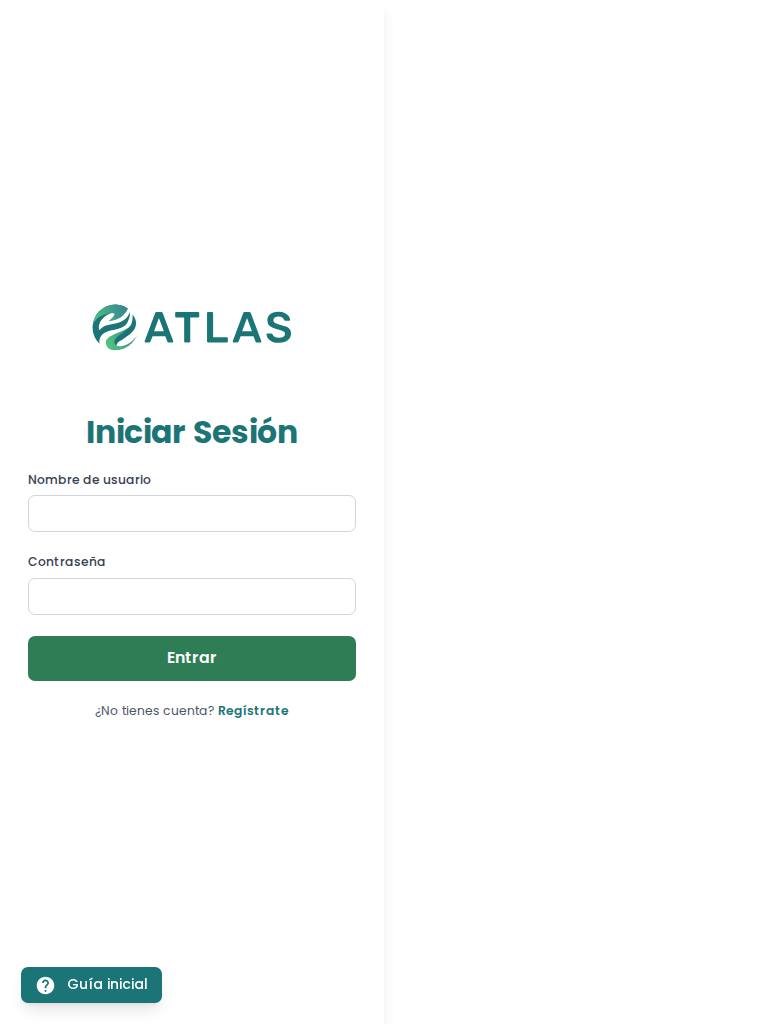 ATLAS
Iniciar Sesión
Nombre de usuario
Contraseña
Entrar
¿No tienes cuenta? Regístrate
Guía inicial